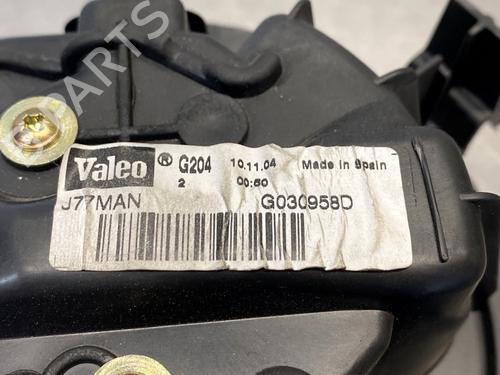 Valeo ® G204 10.11.04 Made in Spain
2 00:50
J77MAN G030958D
PARTS